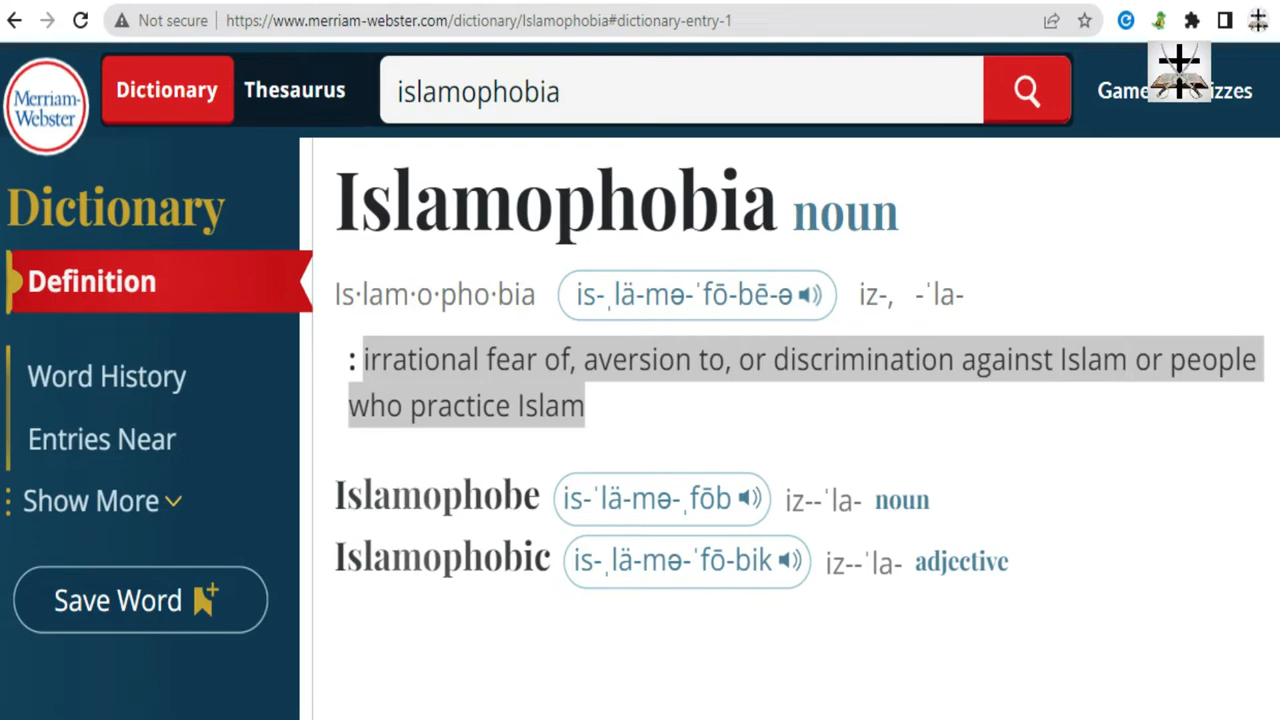 Not secure | https://www.merriam-webster.com/dictionary/Islamophobia#dictionary-entry-1
Merriam-
Webster
Dictionary
Thesaurus
islamophobia
Dictionary
Definition
Word History
Entries Near
Show More
Save Word
Islamophobia noun
Is·lam·o·pho·bia is-ˌlä-mə-ˈfō-bē-ə iz-, -ˈla-
: irrational fear of, aversion to, or discrimination against Islam or people
who practice Islam
Islamophobe is-ˈlä-mə-ˌfōb iz--ˈla- noun
Islamophobic is-ˌlä-mə-ˈfō-bik iz--ˈla- adjective